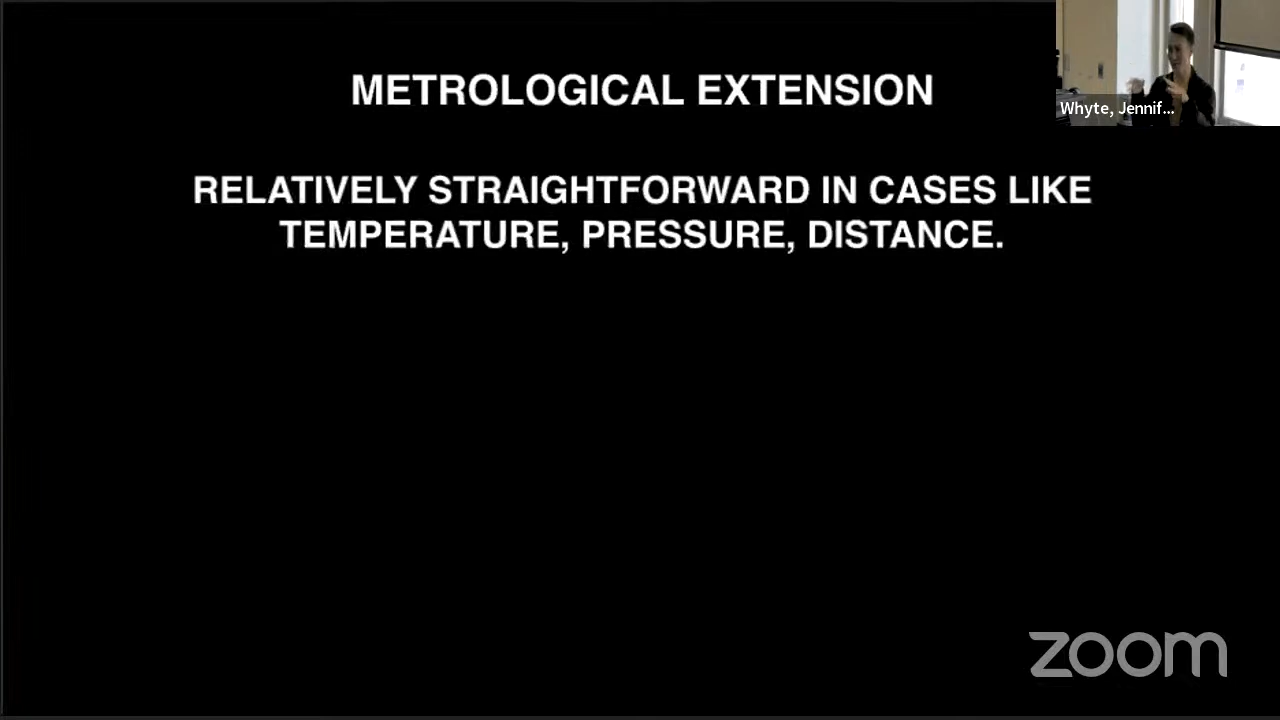 METROLOGICAL EXTENSION
Whyte, Jennif...
RELATIVELY STRAIGHTFORWARD IN CASES LIKE
TEMPERATURE, PRESSURE, DISTANCE.
zoom